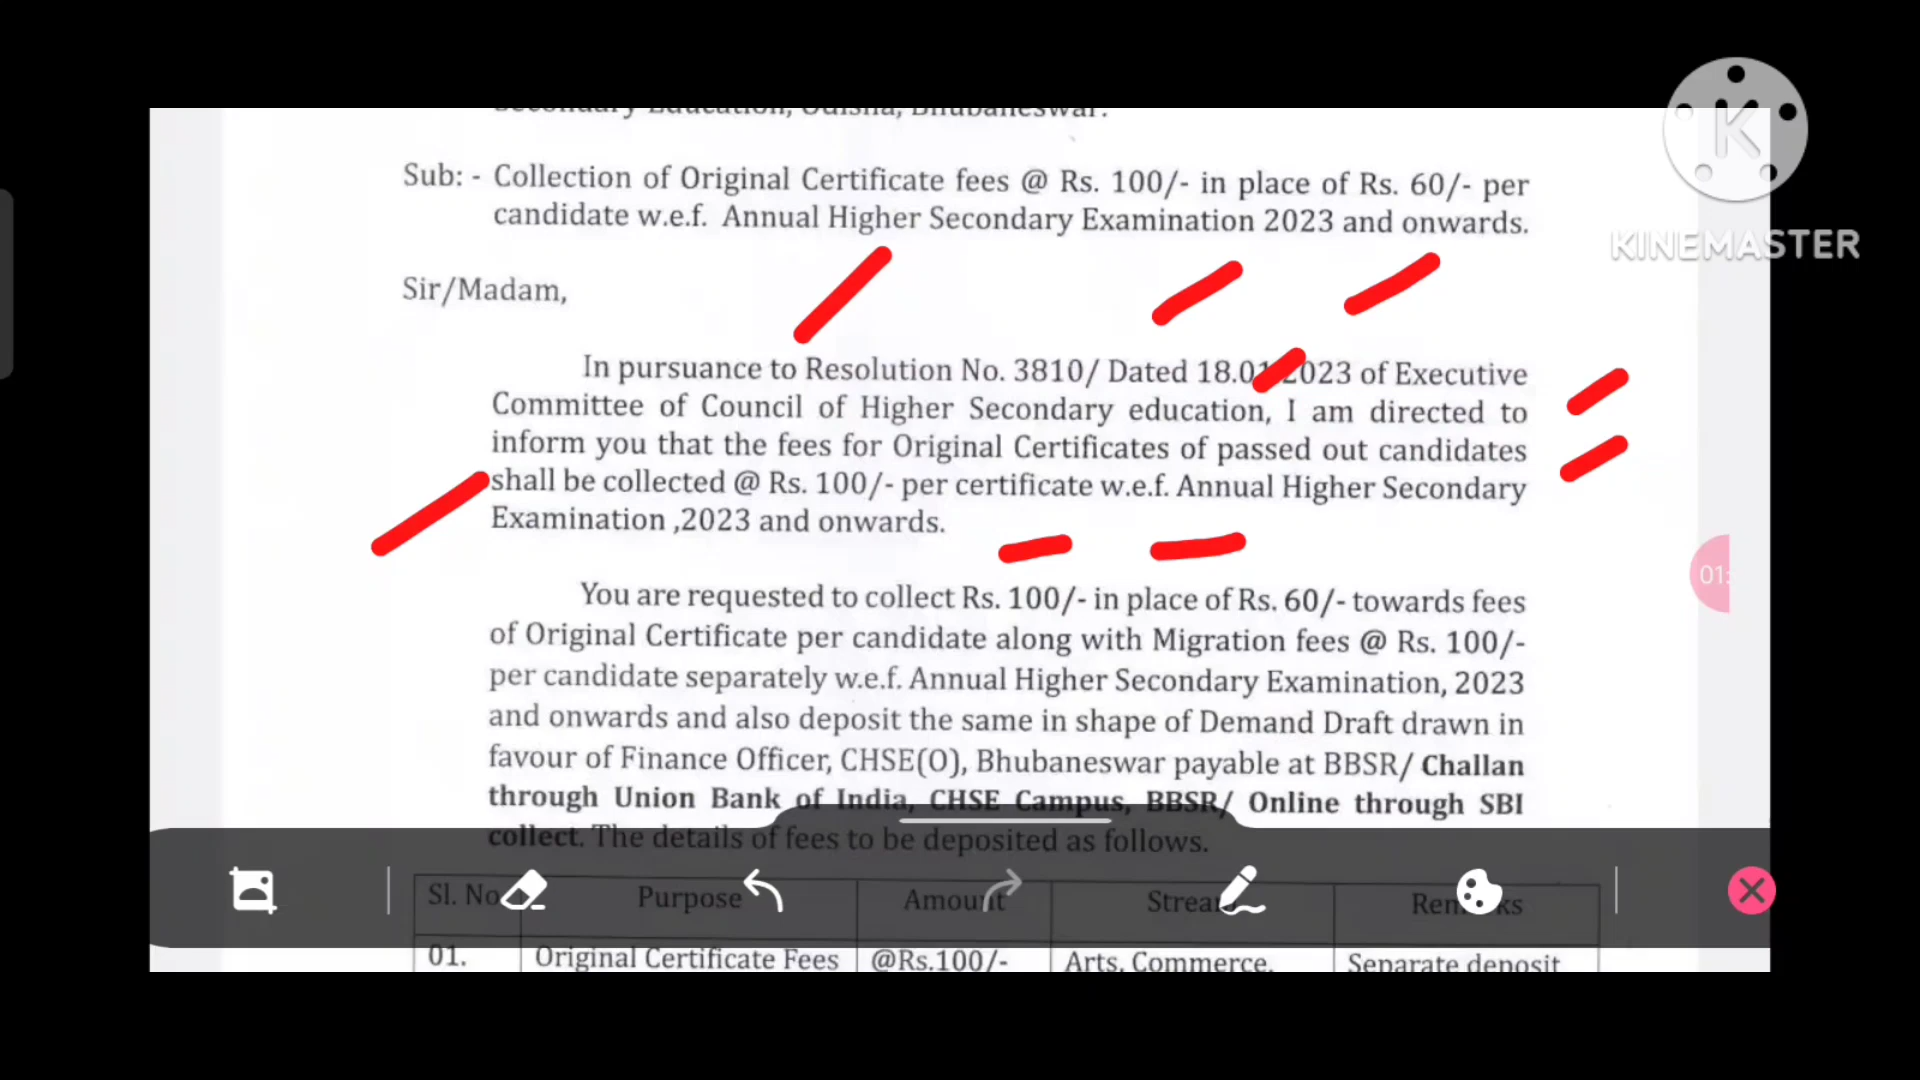 Secondary Education, Odisha, Bhubaneswar.
Sub: - Collection of Original Certificate fees @ Rs. 100/- in place of Rs. 60/- per
candidate w.e.f. Annual Higher Secondary Examination 2023 and onwards.
KINEMASTER
Sir/Madam,
In pursuance to Resolution No. 3810/ Dated 18.01.2023 of Executive
Committee of Council of Higher Secondary education, I am directed to
inform you that the fees for Original Certificates of passed out candidates
shall be collected @ Rs. 100/- per certificate w.e.f. Annual Higher Secondary
Examination ,2023 and onwards.
01:
You are requested to collect Rs. 100/- in place of Rs. 60/- towards fees
of Original Certificate per candidate along with Migration fees @ Rs. 100/-
per candidate separately w.e.f. Annual Higher Secondary Examination, 2023
and onwards and also deposit the same in shape of Demand Draft drawn in
favour of Finance Officer, CHSE(O), Bhubaneswar payable at BBSR/ Challan
through Union Bank of India, CHSE Campus, BBSR/ Online through SBI
collect. The details of fees to be deposited as follows.
Sl. No Purpose Amount Stream Remarks
01. Original Certificate Fees @Rs.100/- Arts, Commerce, Separate deposit